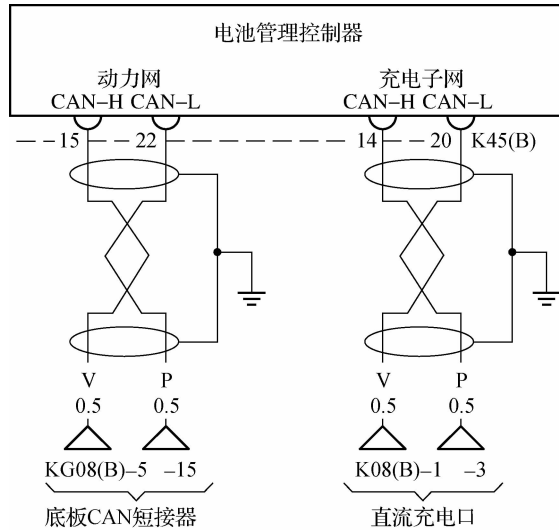 电池管理控制器
动力网 充电子网
CAN–H CAN–L CAN–H CAN–L
15 22 14 20 K45(B)
V P V P
0.5 0.5 0.5 0.5
KG08(B)–5 –15 K08(B)–1 –3
底板CAN短接器 直流充电口